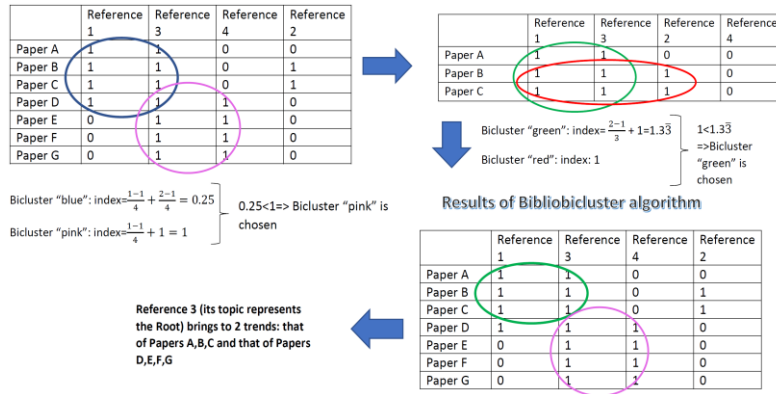 Reference Reference Reference Reference
1 3 4 2
Paper A 1 1 0 0
Paper B 1 1 0 1
Paper C 1 1 0 1
Paper D 1 1 1 0
Paper E 0 1 1 0
Paper F 0 1 1 0
Paper G 0 1 1 0
Bicluster “blue”: index=(1−1)/4 + (2−1)/4 = 0.25
Bicluster “pink”: index=(1−1)/4 + 1 = 1
0.25<1=> Bicluster “pink” is
chosen
Reference Reference Reference Reference
1 3 2 4
Paper A 1 1 0 0
Paper B 1 1 1 0
Paper C 1 1 1 0
Bicluster “green”: index=(2−1)/3 + 1=1.33̅
Bicluster “red”: index: 1
1<1.33̅
=>Bicluster
“green” is
chosen
Results of Bibliobicluster algorithm
Reference Reference Reference Reference
1 3 4 2
Paper A 1 1 0 0
Paper B 1 1 0 1
Paper C 1 1 0 1
Paper D 1 1 1 0
Paper E 0 1 1 0
Paper F 0 1 1 0
Paper G 0 1 1 0
Reference 3 (its topic represents
the Root) brings to 2 trends: that
of Papers A,B,C and that of Papers
D,E,F,G